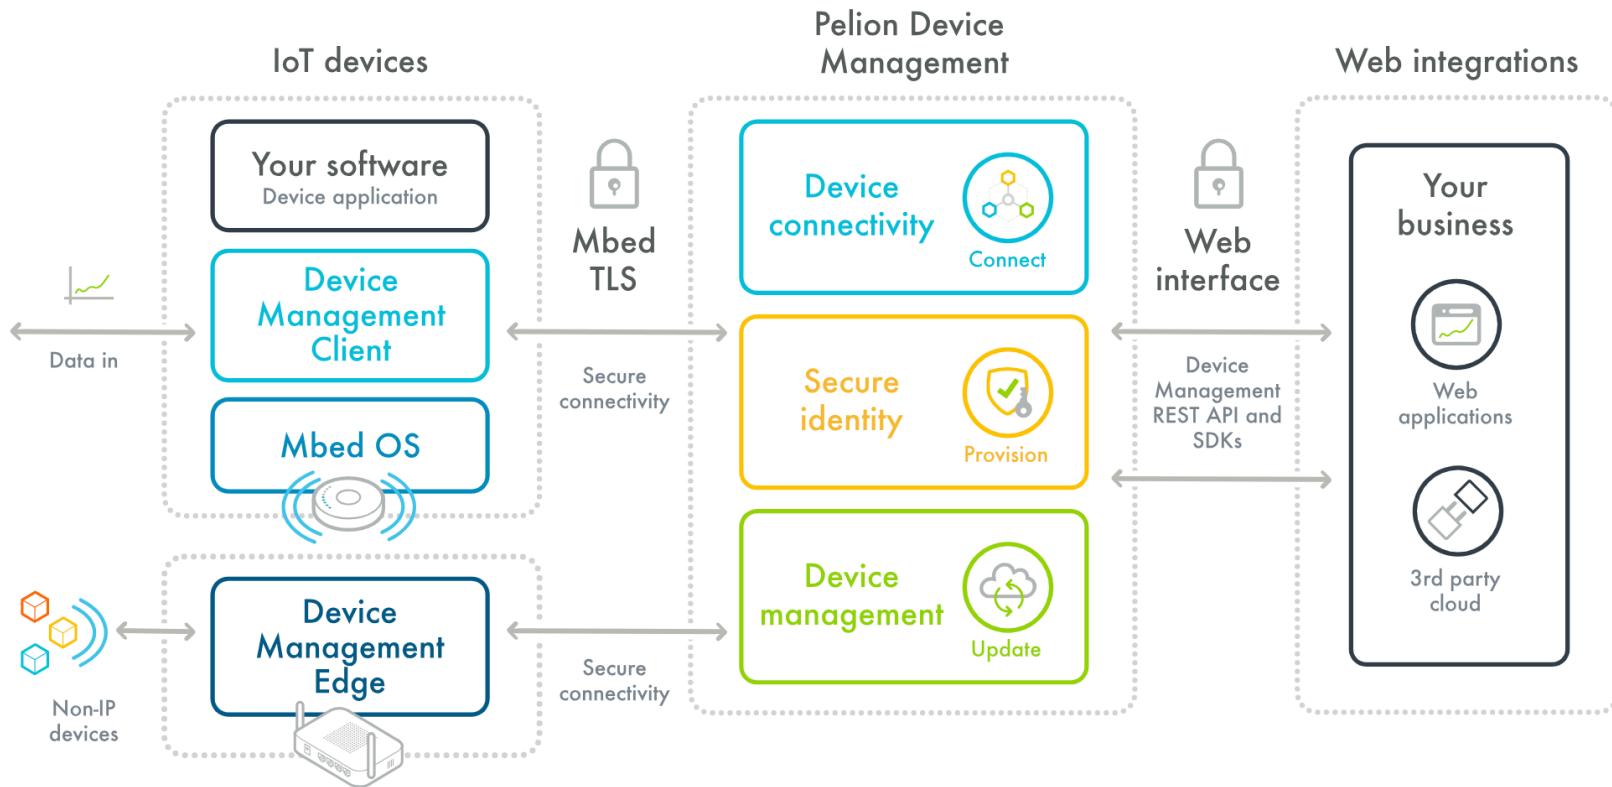 IoT devices
Pelion Device
Management
Web integrations
Your software
Device application
Device
Management
Client
Mbed OS
Data in
Mbed
TLS
Secure
connectivity
Device
connectivity
Connect
Secure
identity
Provision
Device
management
Update
Web
interface
Device
Management
REST API and
SDKs
Your
business
Web
applications
3rd party
cloud
Non-IP
devices
Device
Management
Edge
Secure
connectivity